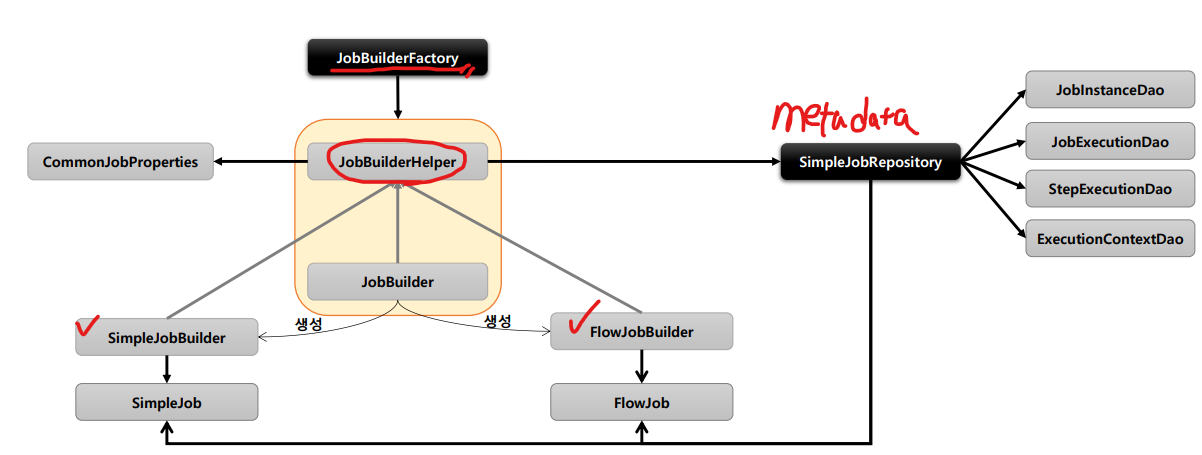 JobBuilderFactory
metadata
JobInstanceDao
JobExecutionDao
CommonJobProperties
JobBuilderHelper
SimpleJobRepository
StepExecutionDao
ExecutionContextDao
JobBuilder
생성
생성
SimpleJobBuilder
FlowJobBuilder
SimpleJob
FlowJob